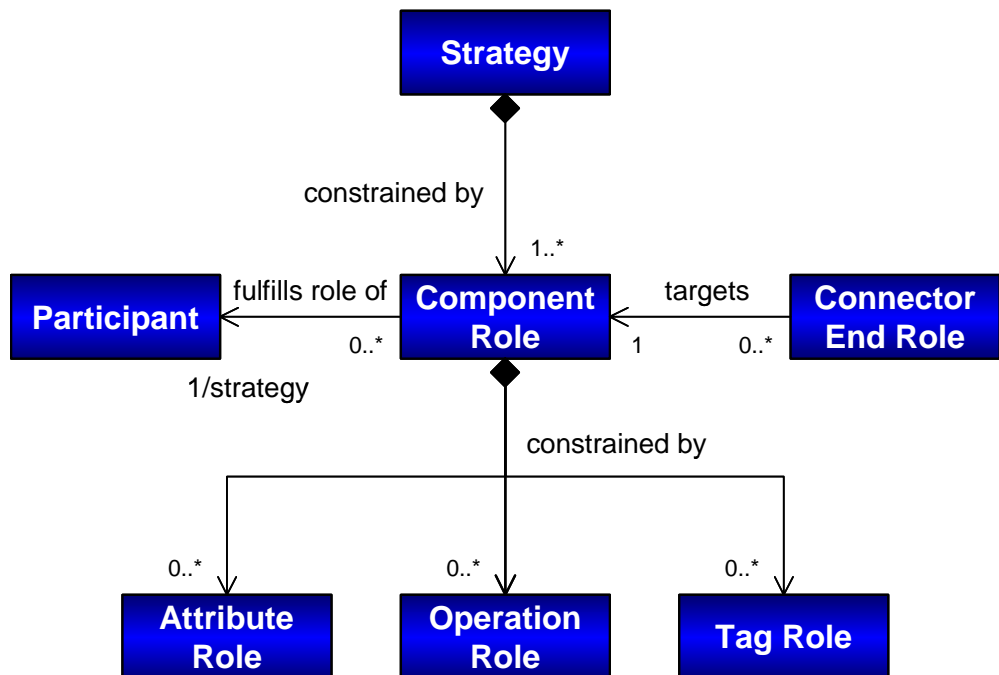 Strategy
constrained by
1..*
Participant
fulfills role of
Component
Role
targets
Connector
End Role
0..*
1
0..*
1/strategy
constrained by
0..*
0..*
0..*
Attribute
Role
Operation
Role
Tag Role